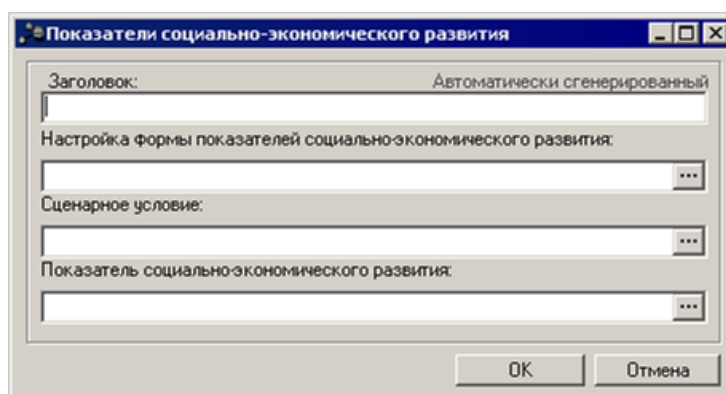 Показатели социально-экономического развития
Заголовок: Автоматически сгенерированный
Настройка формы показателей социально-экономического развития:
...
Сценарное условие:
...
Показатель социально-экономического развития:
...
OK Отмена